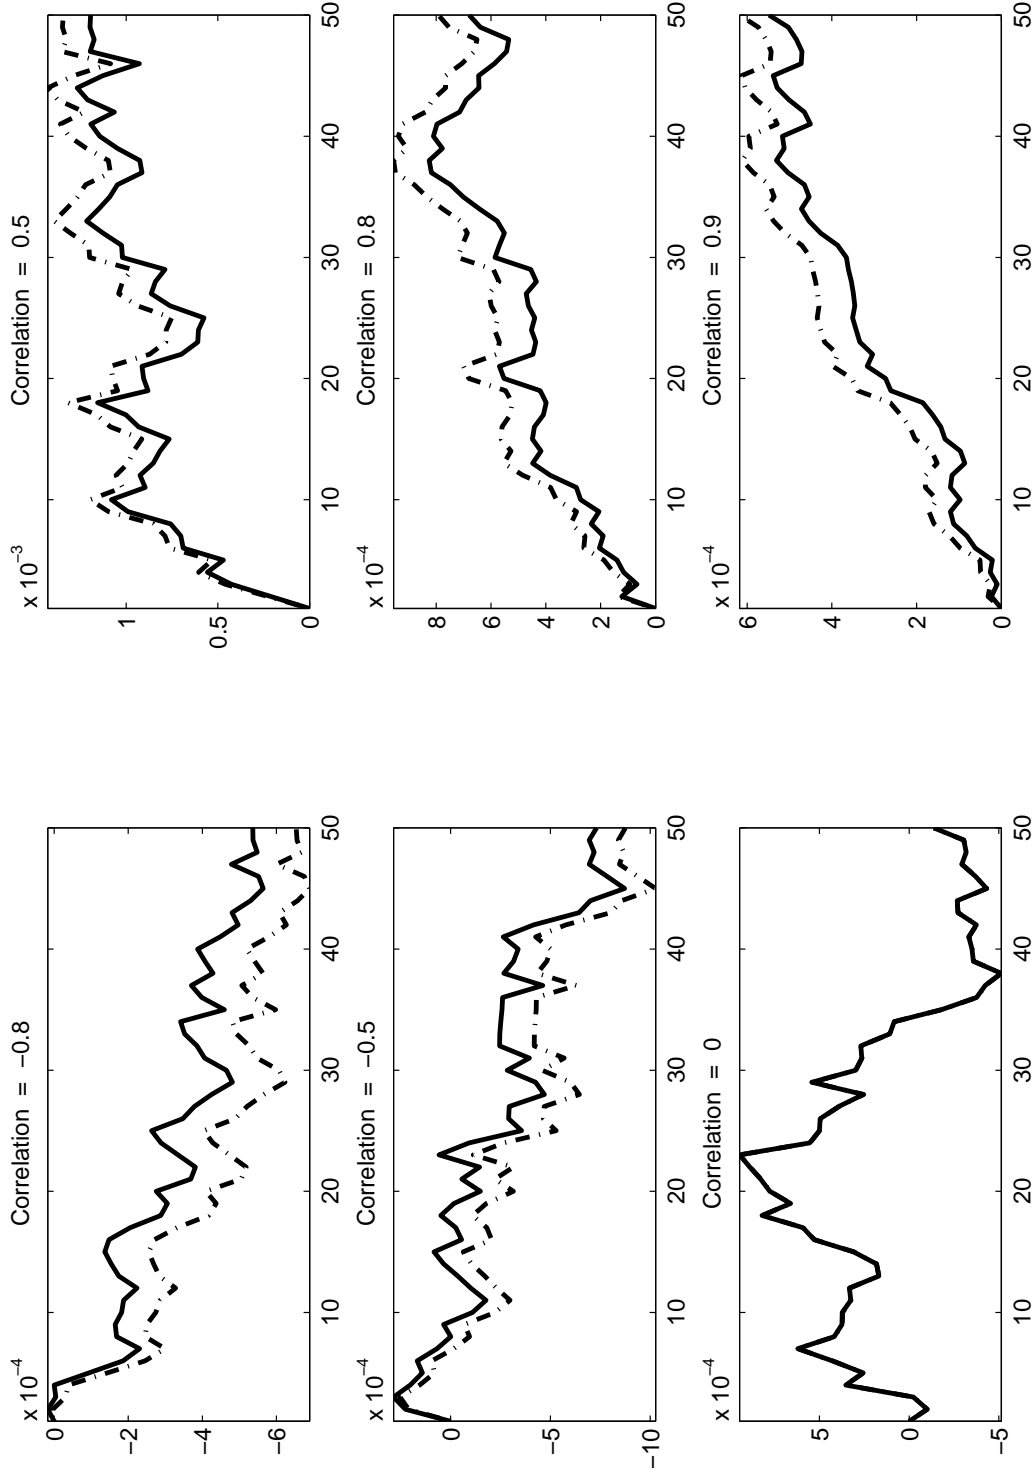 Correlation = −0.8
x 10−4
0
−2
−4
−6
10 20 30 40 50
Correlation = 0.5
x 10−3
1
0.5
0
10 20 30 40 50
Correlation = −0.5
x 10−4
0
−5
−10
10 20 30 40 50
Correlation = 0.8
x 10−4
8
6
4
2
0
10 20 30 40 50
Correlation = 0
x 10−4
5
0
−5
10 20 30 40 50
Correlation = 0.9
x 10−4
6
4
2
0
10 20 30 40 50